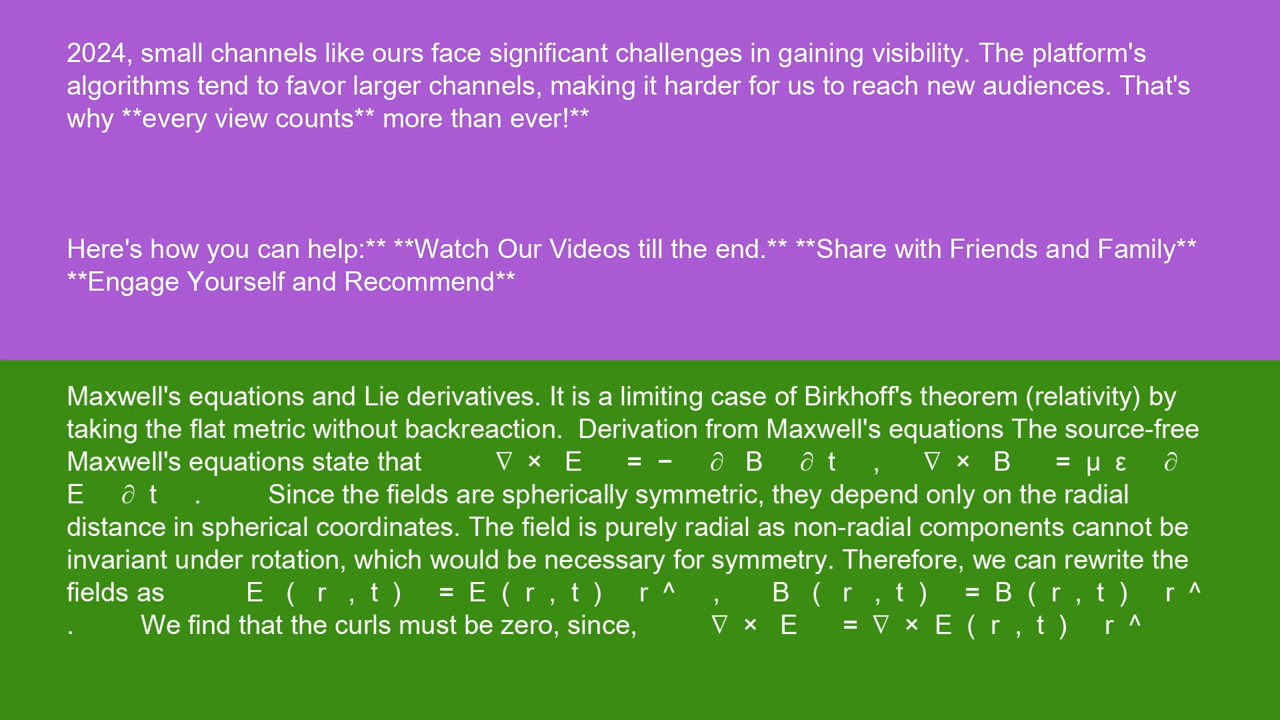 2024, small channels like ours face significant challenges in gaining visibility. The platform's
algorithms tend to favor larger channels, making it harder for us to reach new audiences. That's
why **every view counts** more than ever!**
Here's how you can help:** **Watch Our Videos till the end.** **Share with Friends and Family**
**Engage Yourself and Recommend**
Maxwell's equations and Lie derivatives. It is a limiting case of Birkhoff's theorem (relativity) by
taking the flat metric without backreaction.  Derivation from Maxwell's equations The source-free
Maxwell's equations state that ∇ × E = − ∂ B ∂ t , ∇ × B = μ ε ∂
E ∂ t . Since the fields are spherically symmetric, they depend only on the radial
distance in spherical coordinates. The field is purely radial as non-radial components cannot be
invariant under rotation, which would be necessary for symmetry. Therefore, we can rewrite the
fields as E ( r , t ) = E ( r , t ) r ^ , B ( r , t ) = B ( r , t ) r ^
. We find that the curls must be zero, since, ∇ × E = ∇ × E ( r , t ) r ^